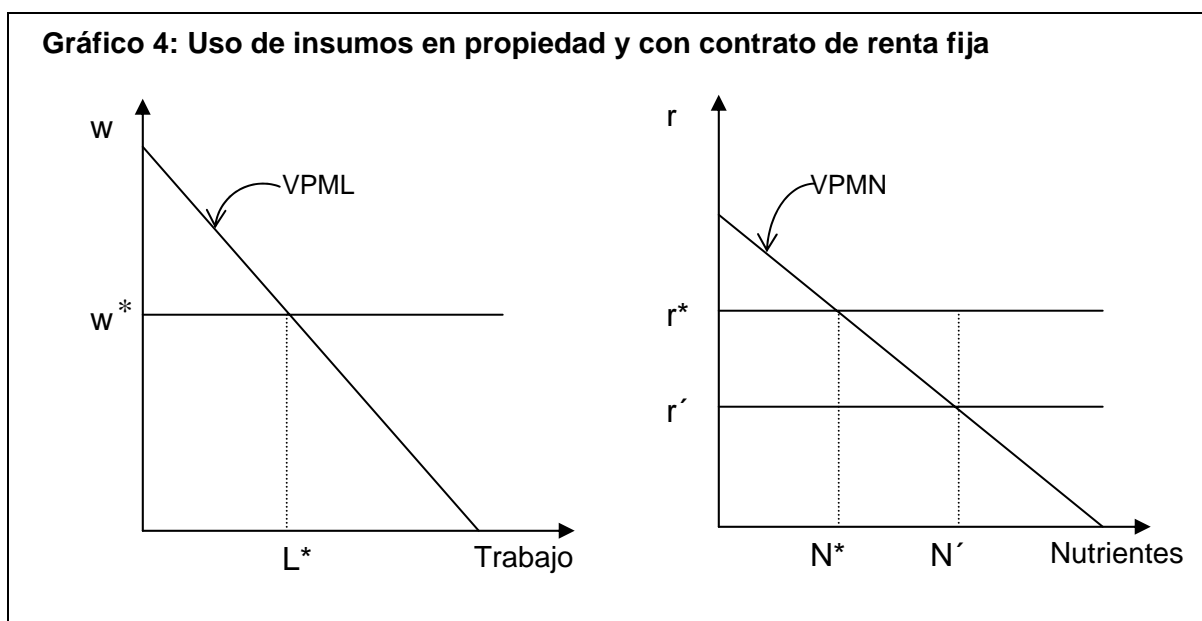 Gráfico 4: Uso de insumos en propiedad y con contrato de renta fija
w
VPML
w*
L*
Trabajo
r
VPMN
r*
r´
N*
N´
Nutrientes